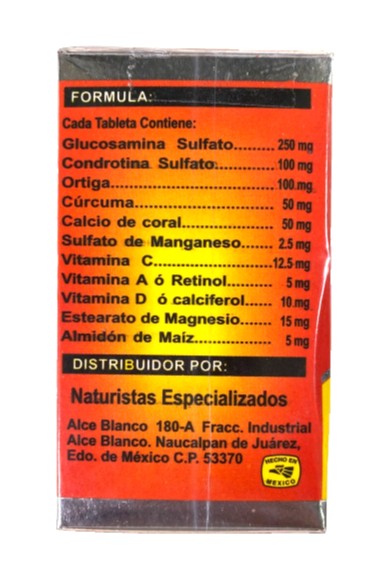 FORMULA:
Cada Tableta Contiene:
Glucosamina Sulfato......... 250 mg
Condrotina Sulfato............ 100 mg
Ortiga................................ 100 mg
Cúrcuma............................ 50 mg
Calcio de coral................... 50 mg
Sulfato de Manganeso....... 2.5 mg
Vitamina C........................ 12.5 mg
Vitamina A ó Retinol.......... 5 mg
Vitamina D ó calciferol...... 10 mg
Estearato de Magnesio...... 15 mg
Almidón de Maíz............... 5 mg
DISTRIBUIDOR POR:
Naturistas Especializados
Alce Blanco 180-A Fracc. Industrial
Alce Blanco. Naucalpan de Juárez,
Edo. de México C.P. 53370
HECHO EN
MEXICO